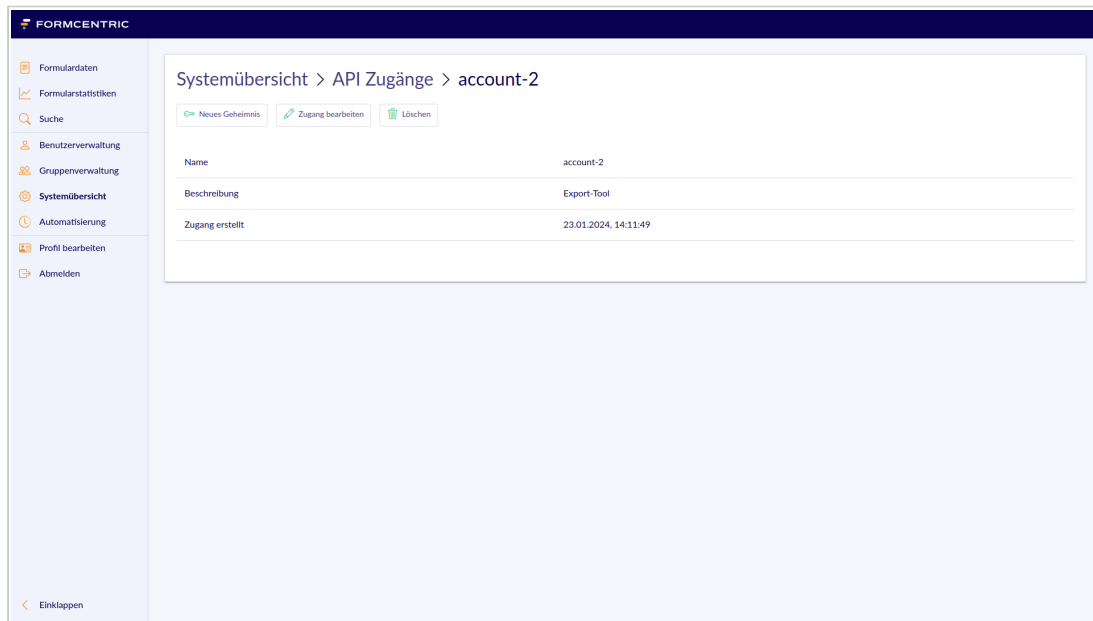 FORMCENTRIC
Formulardaten
Formularstatistiken
Suche
Benutzerverwaltung
Gruppenverwaltung
Systemübersicht
Automatisierung
Profil bearbeiten
Abmelden
Einklappen
Systemübersicht > API Zugänge > account-2
Neues Geheimnis Zugang bearbeiten Löschen
Name account-2
Beschreibung Export-Tool
Zugang erstellt 23.01.2024, 14:11:49